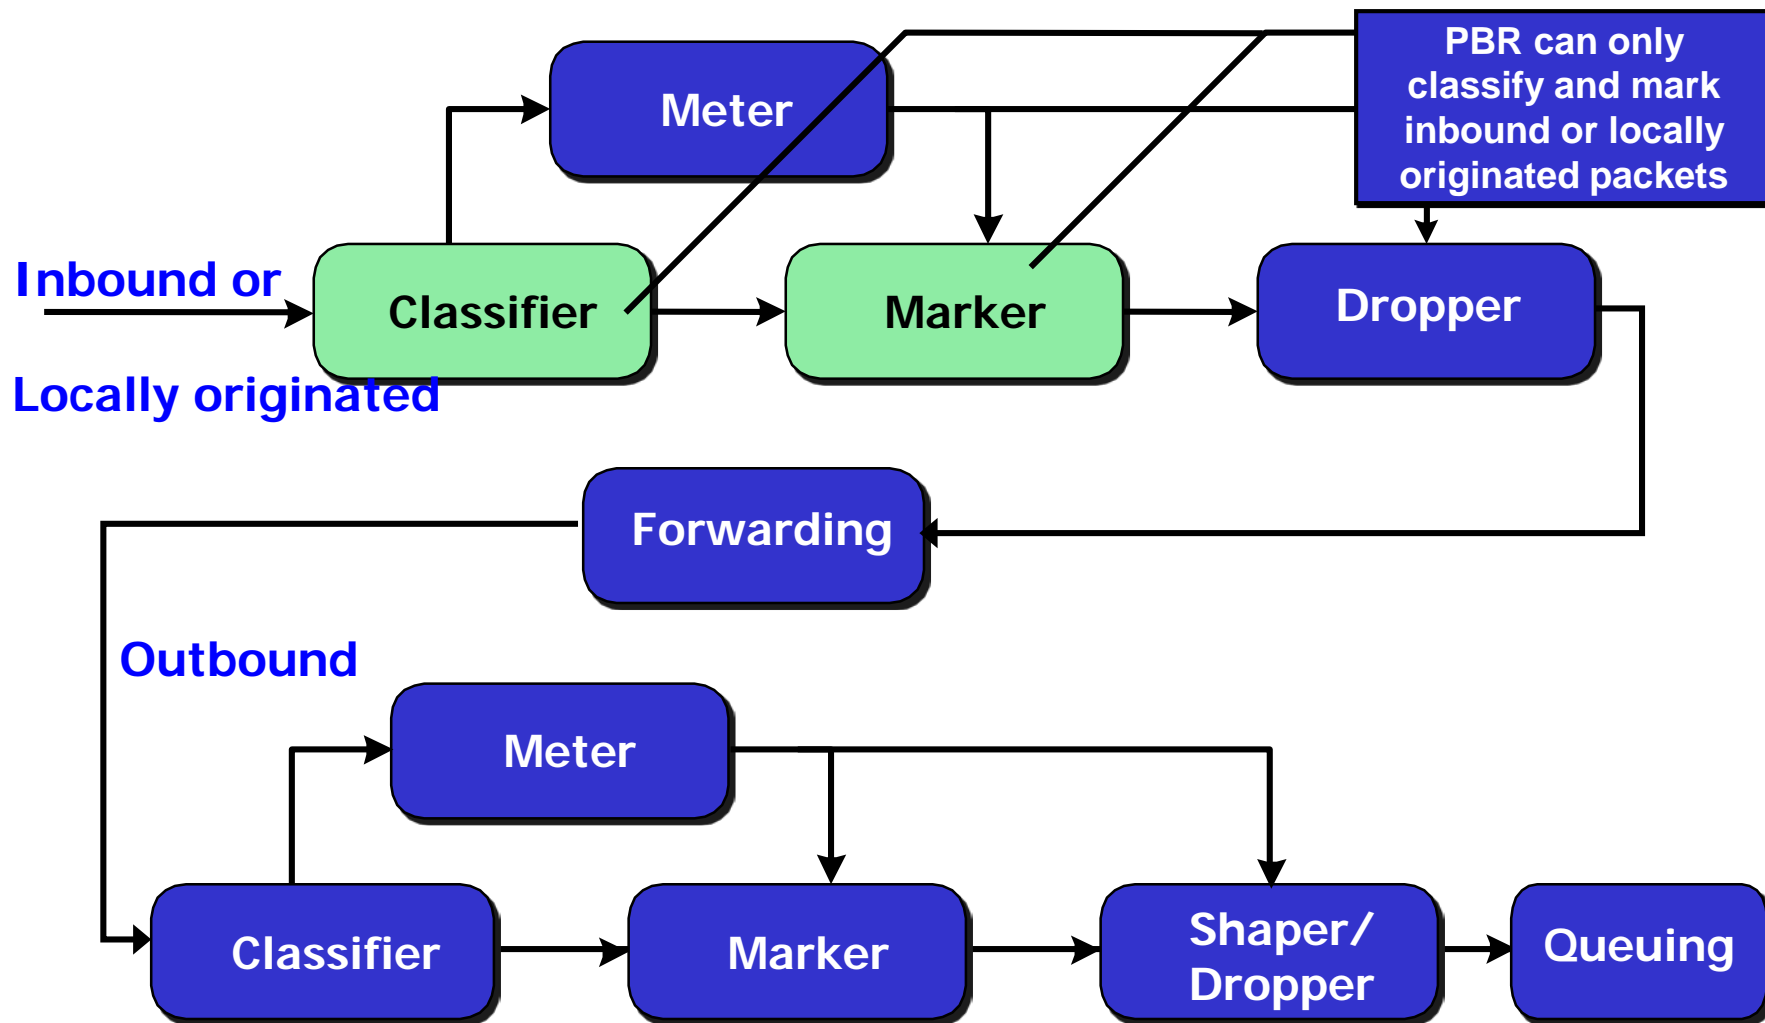 PBR can only
classify and mark
inbound or locally
originated packets
Meter
Inbound or
Locally originated
Classifier
Marker
Dropper
Forwarding
Outbound
Meter
Classifier
Marker
Shaper/
Dropper
Queuing